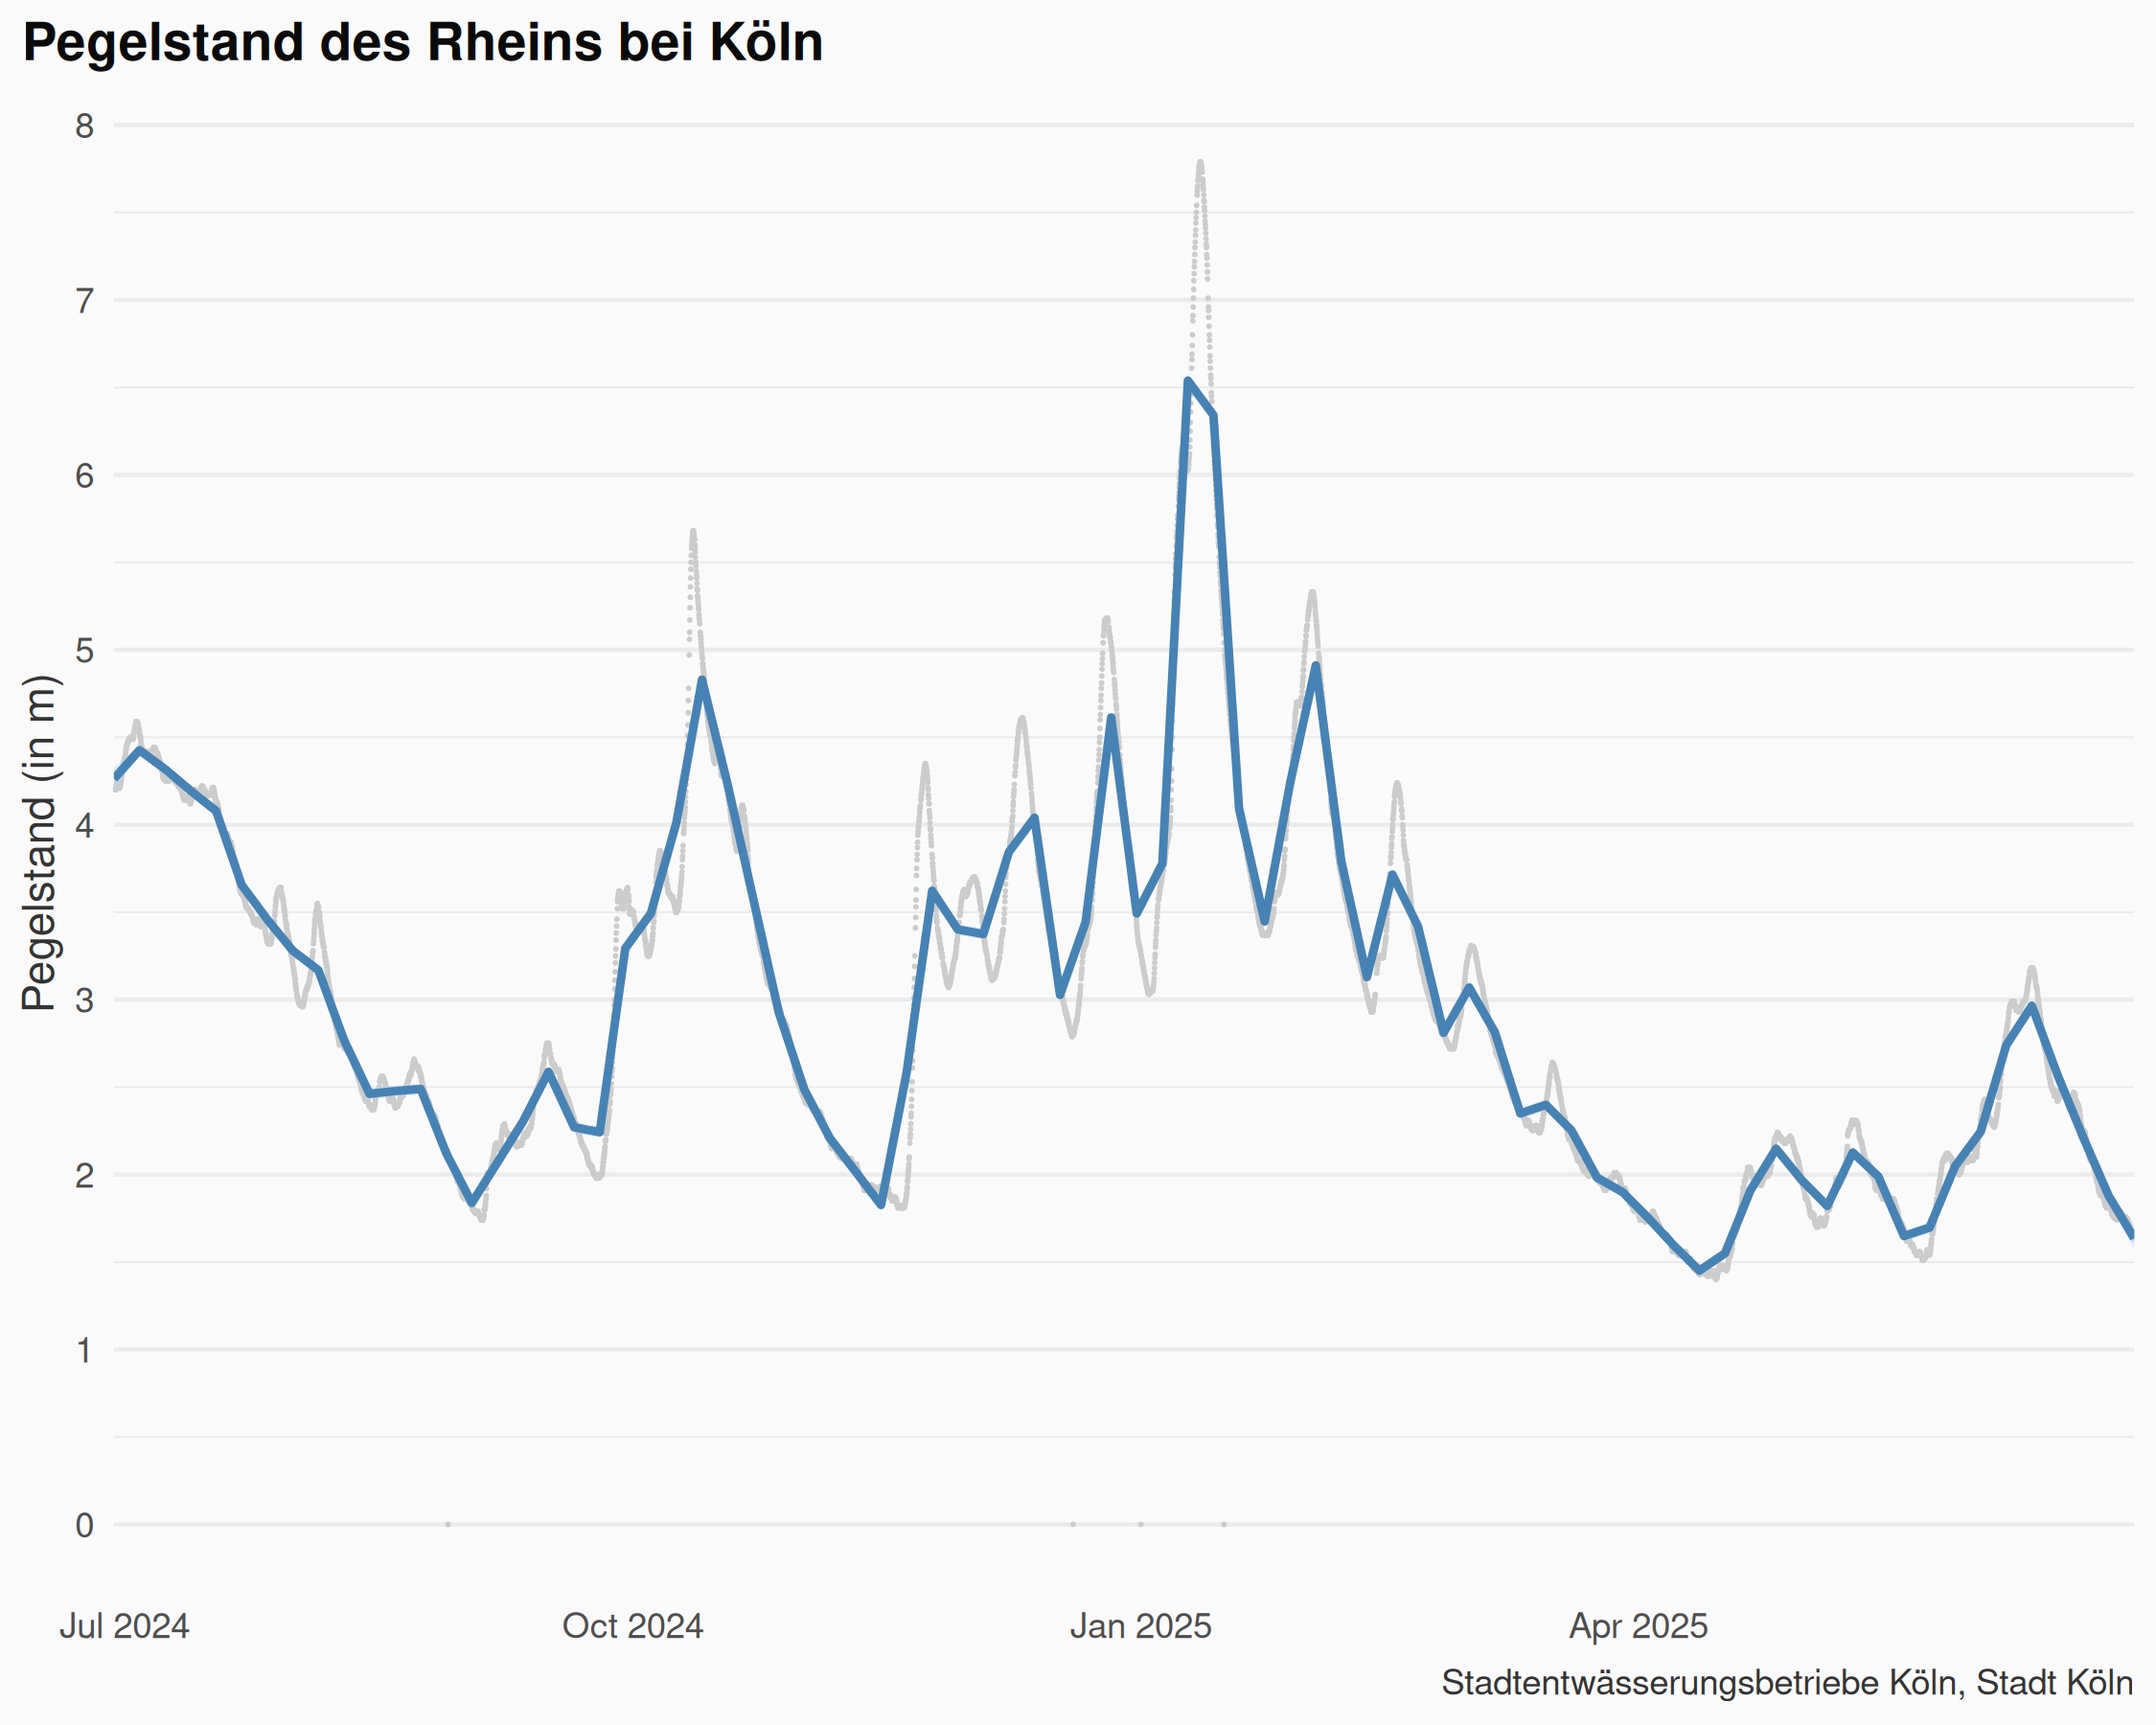 Pegelstand des Rheins bei Köln
8
7
6
5
4
3
2
1
0
Pegelstand (in m)
Jul 2024
Oct 2024
Jan 2025
Apr 2025
Stadtentwässerungsbetriebe Köln, Stadt Köln